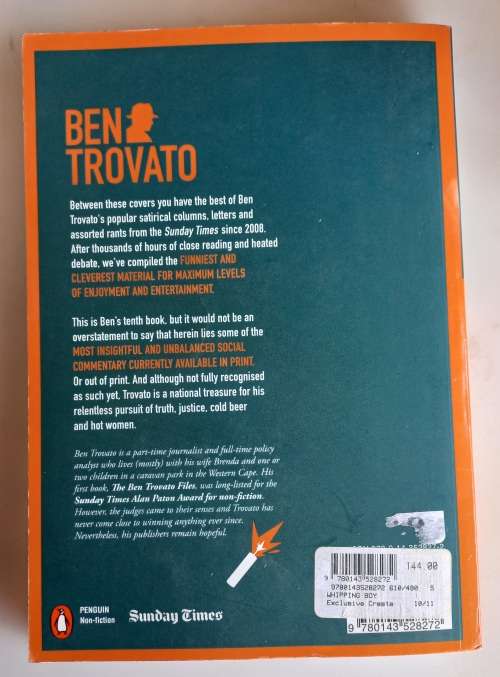 BEN
TROVATO
Between these covers you have the best of Ben
Trovato's popular satirical columns, letters and
assorted rants from the Sunday Times since 2008.
After thousands of hours of close reading and heated
debate, we've compiled the FUNNIEST AND
CLEVEREST MATERIAL FOR MAXIMUM LEVELS
OF ENJOYMENT AND ENTERTAINMENT.
This is Ben's tenth book, but it would not be an
overstatement to say that herein lies some of the
MOST INSIGHTFUL AND UNBALANCED SOCIAL
COMMENTARY CURRENTLY AVAILABLE IN PRINT.
Or out of print. And although not fully recognised
as such yet, Trovato is a national treasure for his
relentless pursuit of truth, justice, cold beer
and hot women.
Ben Trovato is a part-time journalist and full-time policy
analyst who lives (mostly) with his wife Brenda and one or
two children in a caravan park in the Western Cape. His
first book, The Ben Trovato Files, was long-listed for the
Sunday Times Alan Paton Award for non-fiction.
However, the judges came to their senses and Trovato has
never come close to winning anything ever since.
Nevertheless, his publishers remain hopeful.
144.00
9 780143 528272
9780143528272 610/490 S
WHIPPING BOY
Exclusive Cresta 10/11
9 780143 528272
PENGUIN
Non-fiction
Sunday Times